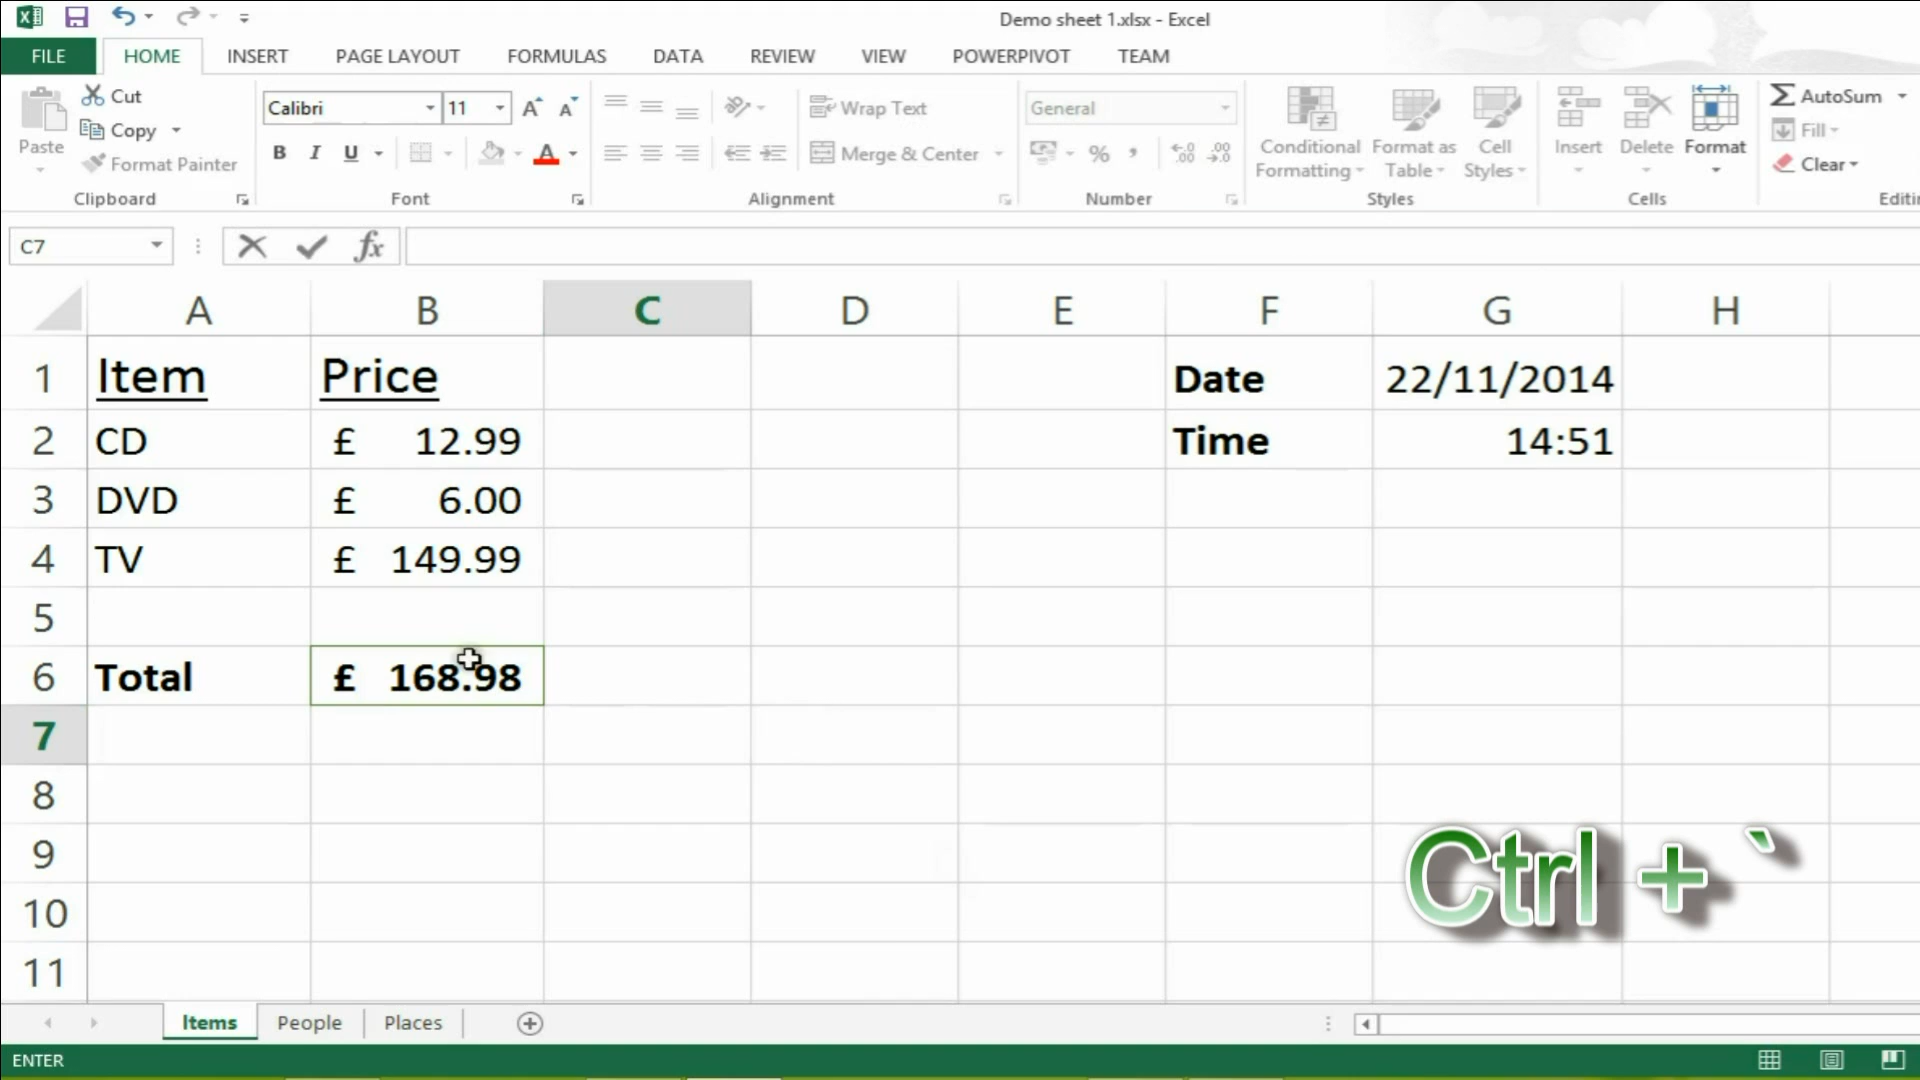 Demo sheet 1.xlsx - Excel
FILE HOME INSERT PAGE LAYOUT FORMULAS DATA REVIEW VIEW POWERPIVOT TEAM
Paste
Cut
Copy
Format Painter
Clipboard
Calibri 11
B I U A
Font
Wrap Text
Merge & Center
Alignment
General
%
Number
Conditional Formatting
Format as Table
Cell Styles
Styles
Insert Delete Format
Cells
AutoSum
Fill
Clear
Editi
C7 fx
A B C D E F G H
1 Item Price Date 22/11/2014
2 CD £ 12.99 Time 14:51
3 DVD £ 6.00
4 TV £ 149.99
5
6 Total £ 168.98
7
8
9
10
11
Ctrl + `
Items People Places
ENTER